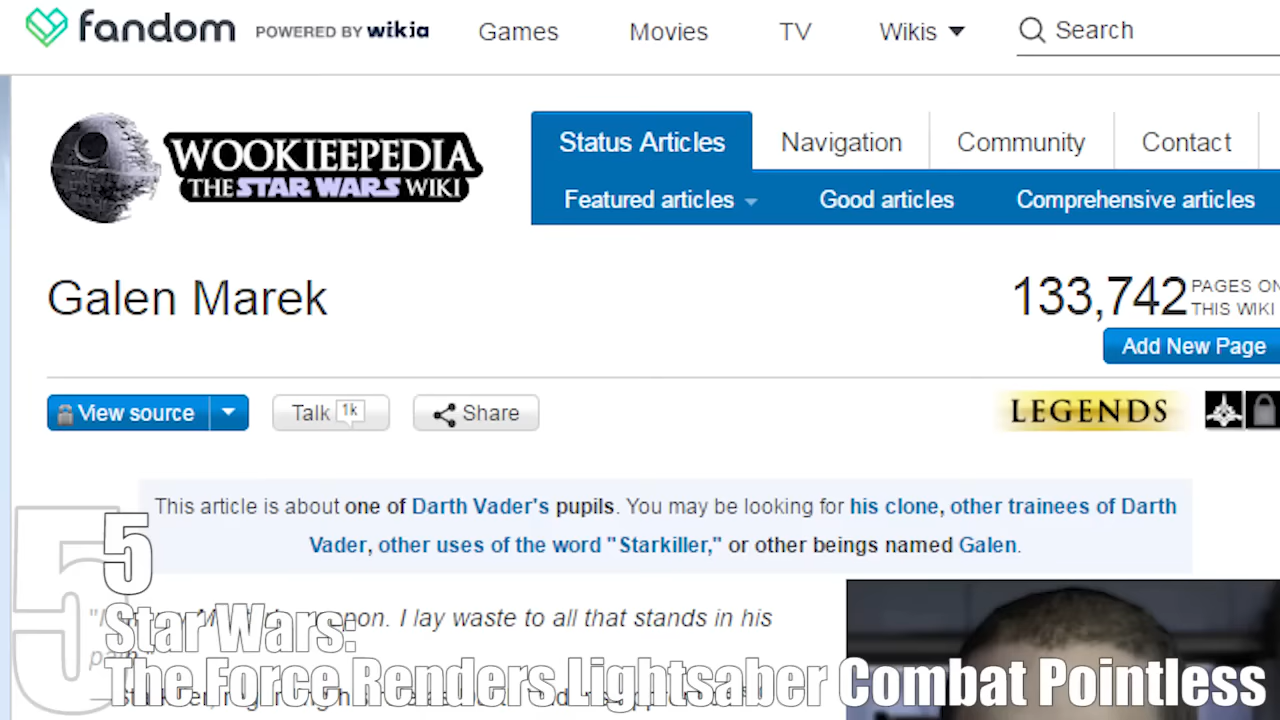 fandom POWERED BY wikia Games Movies TV Wikis Search
WOOKIEEPEDIA
THE STAR WARS WIKI
Status Articles Navigation Community Contact
Featured articles Good articles Comprehensive articles
Galen Marek
133,742 PAGES ON
THIS WIKI
Add New Page
View source Talk 1k Share
LEGENDS
This article is about one of Darth Vader's pupils. You may be looking for his clone, other trainees of Darth
Vader, other uses of the word "Starkiller," or other beings named Galen.
I lay waste to all that stands in his
5
5
Star Wars:
The Force Renders Lightsaber Combat Pointless